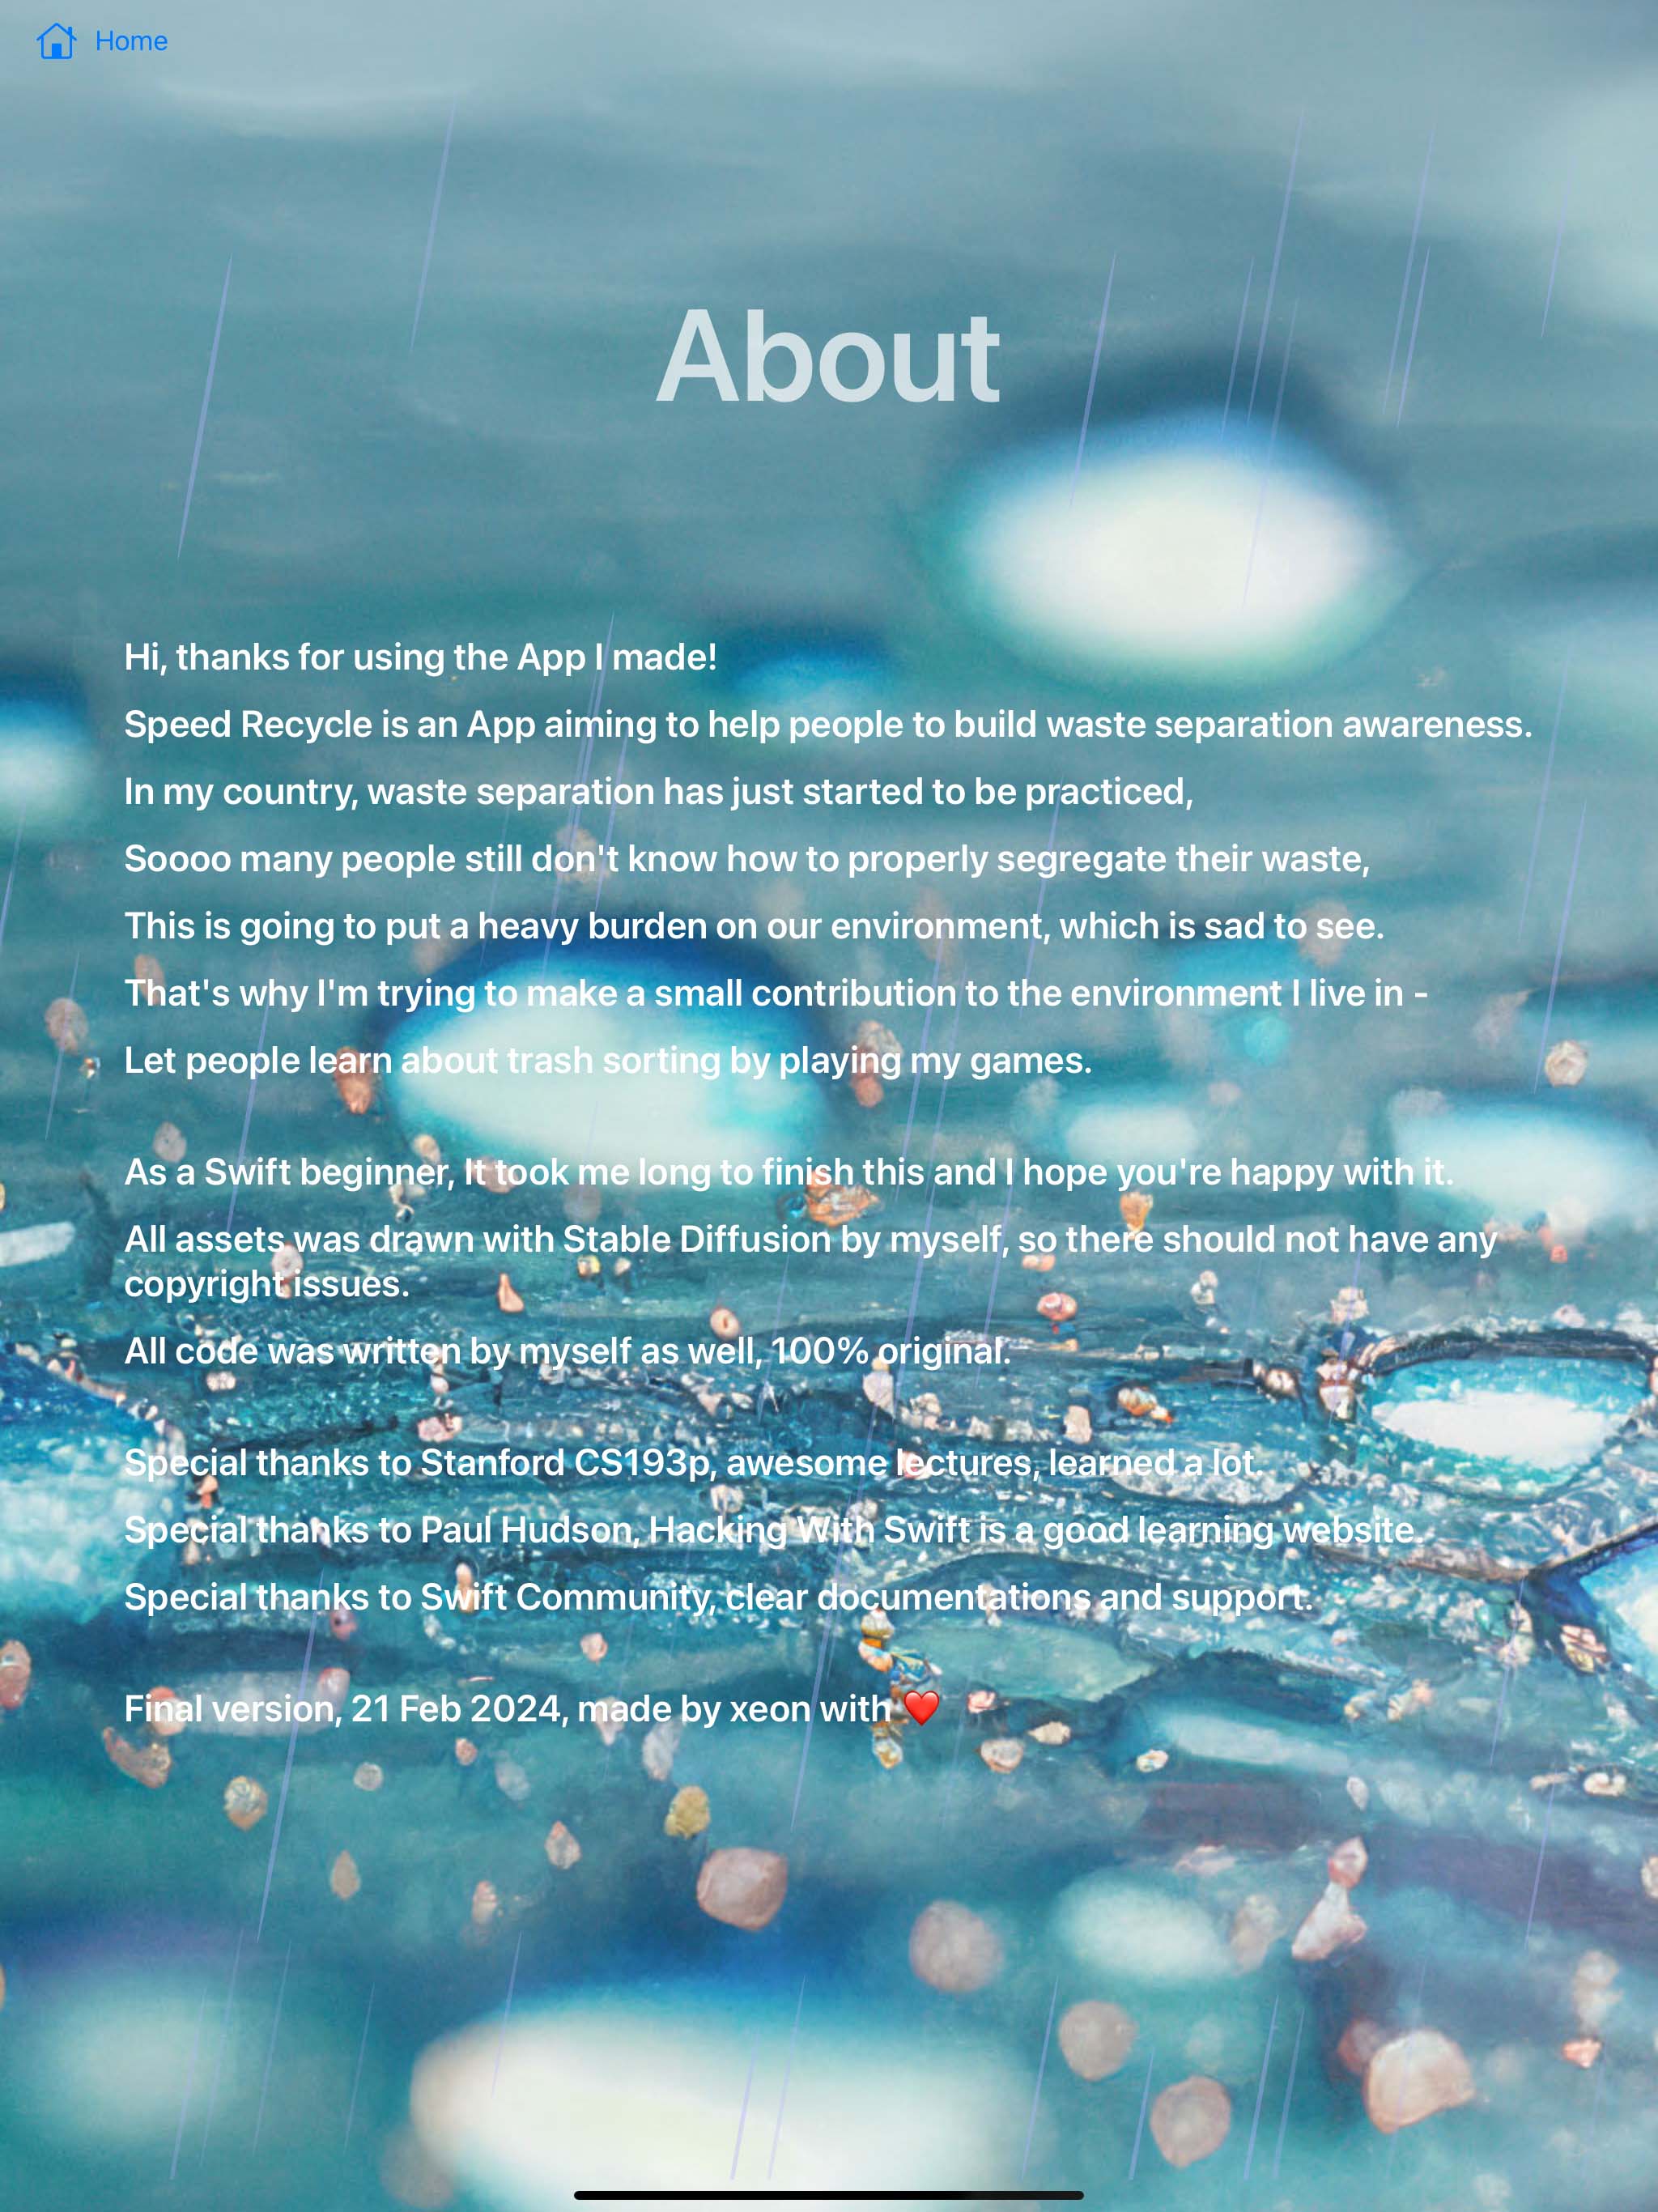 Home
About
Hi, thanks for using the App I made!
Speed Recycle is an App aiming to help people to build waste separation awareness.
In my country, waste separation has just started to be practiced,
Soooo many people still don't know how to properly segregate their waste,
This is going to put a heavy burden on our environment, which is sad to see.
That's why I'm trying to make a small contribution to the environment I live in -
Let people learn about trash sorting by playing my games.
As a Swift beginner, It took me long to finish this and I hope you're happy with it.
All assets was drawn with Stable Diffusion by myself, so there should not have any
copyright issues.
All code was written by myself as well, 100% original.
Special thanks to Stanford CS193p, awesome lectures, learned a lot.
Special thanks to Paul Hudson, Hacking With Swift is a good learning website.
Special thanks to Swift Community, clear documentations and support.
Final version, 21 Feb 2024, made by xeon with ❤️